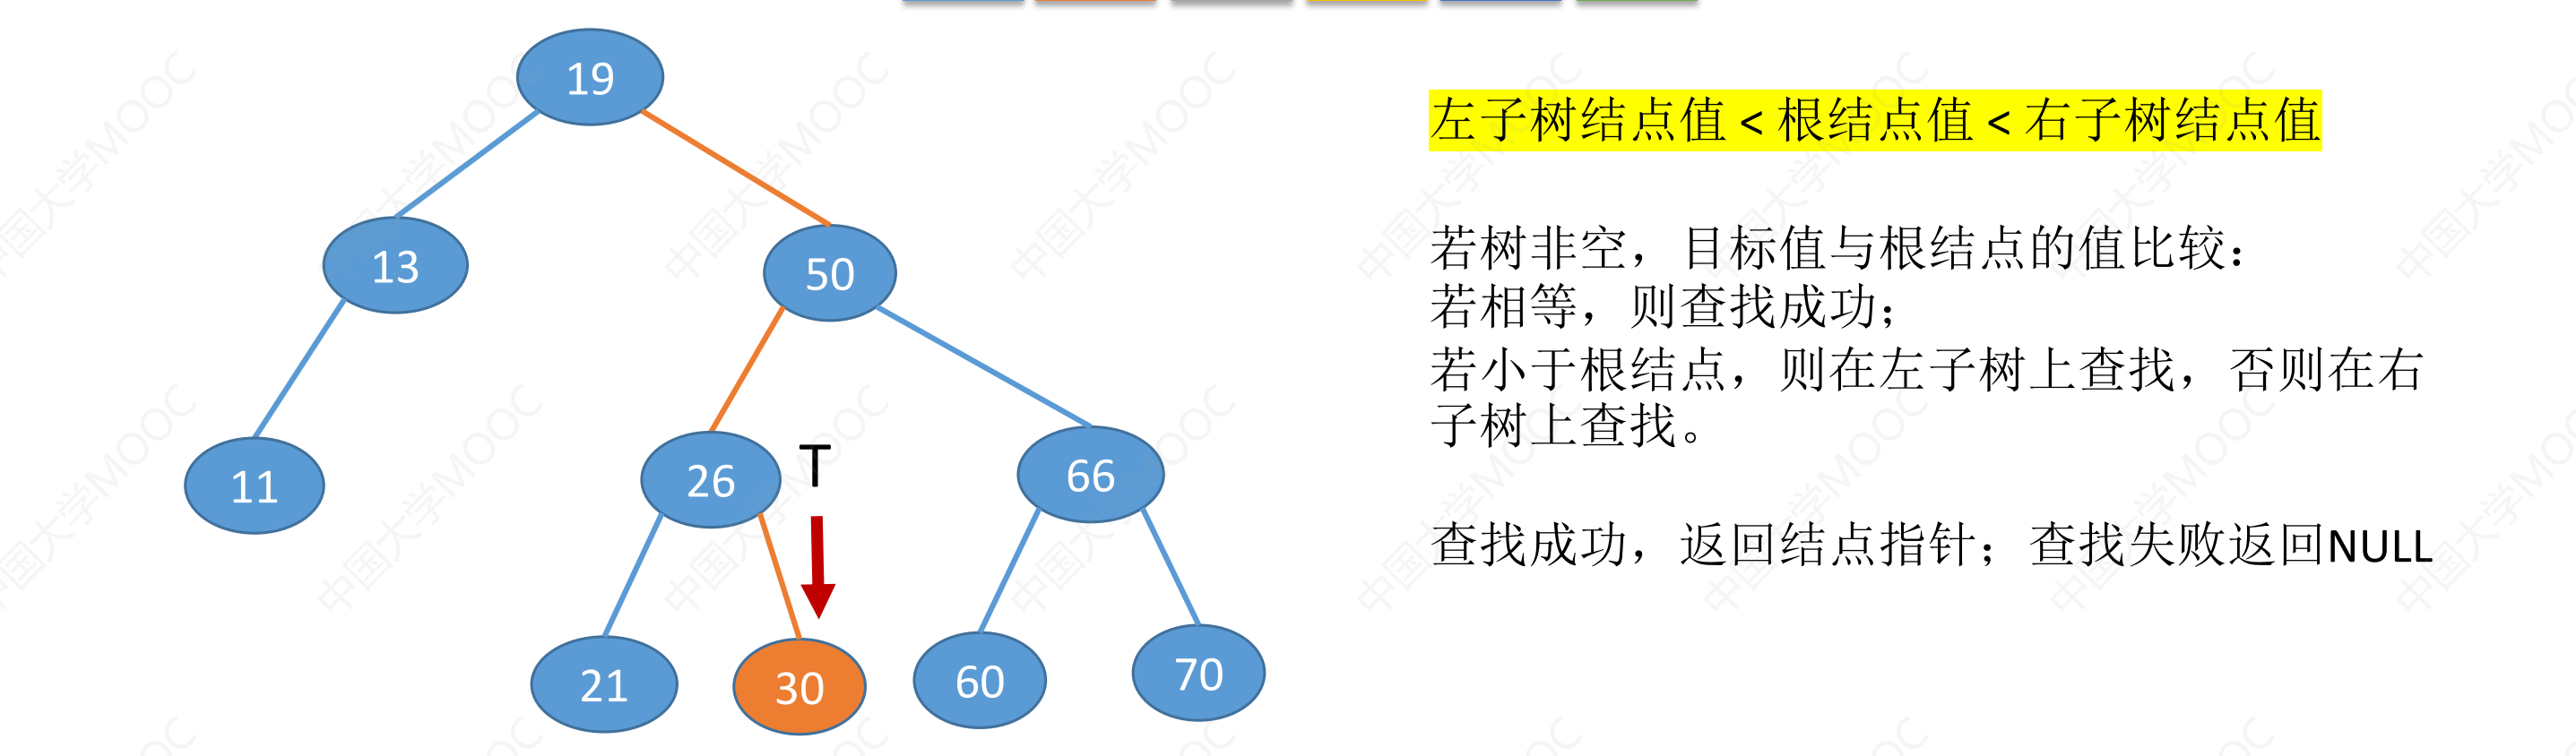 19
13
50
11
26
T
66
21
30
60
70
左子树结点值 < 根结点值 < 右子树结点值
若树非空，目标值与根结点的值比较：
若相等，则查找成功；
若小于根结点，则在左子树上查找，否则在右
子树上查找。
查找成功，返回结点指针；查找失败返回NULL
中国大学MOOC